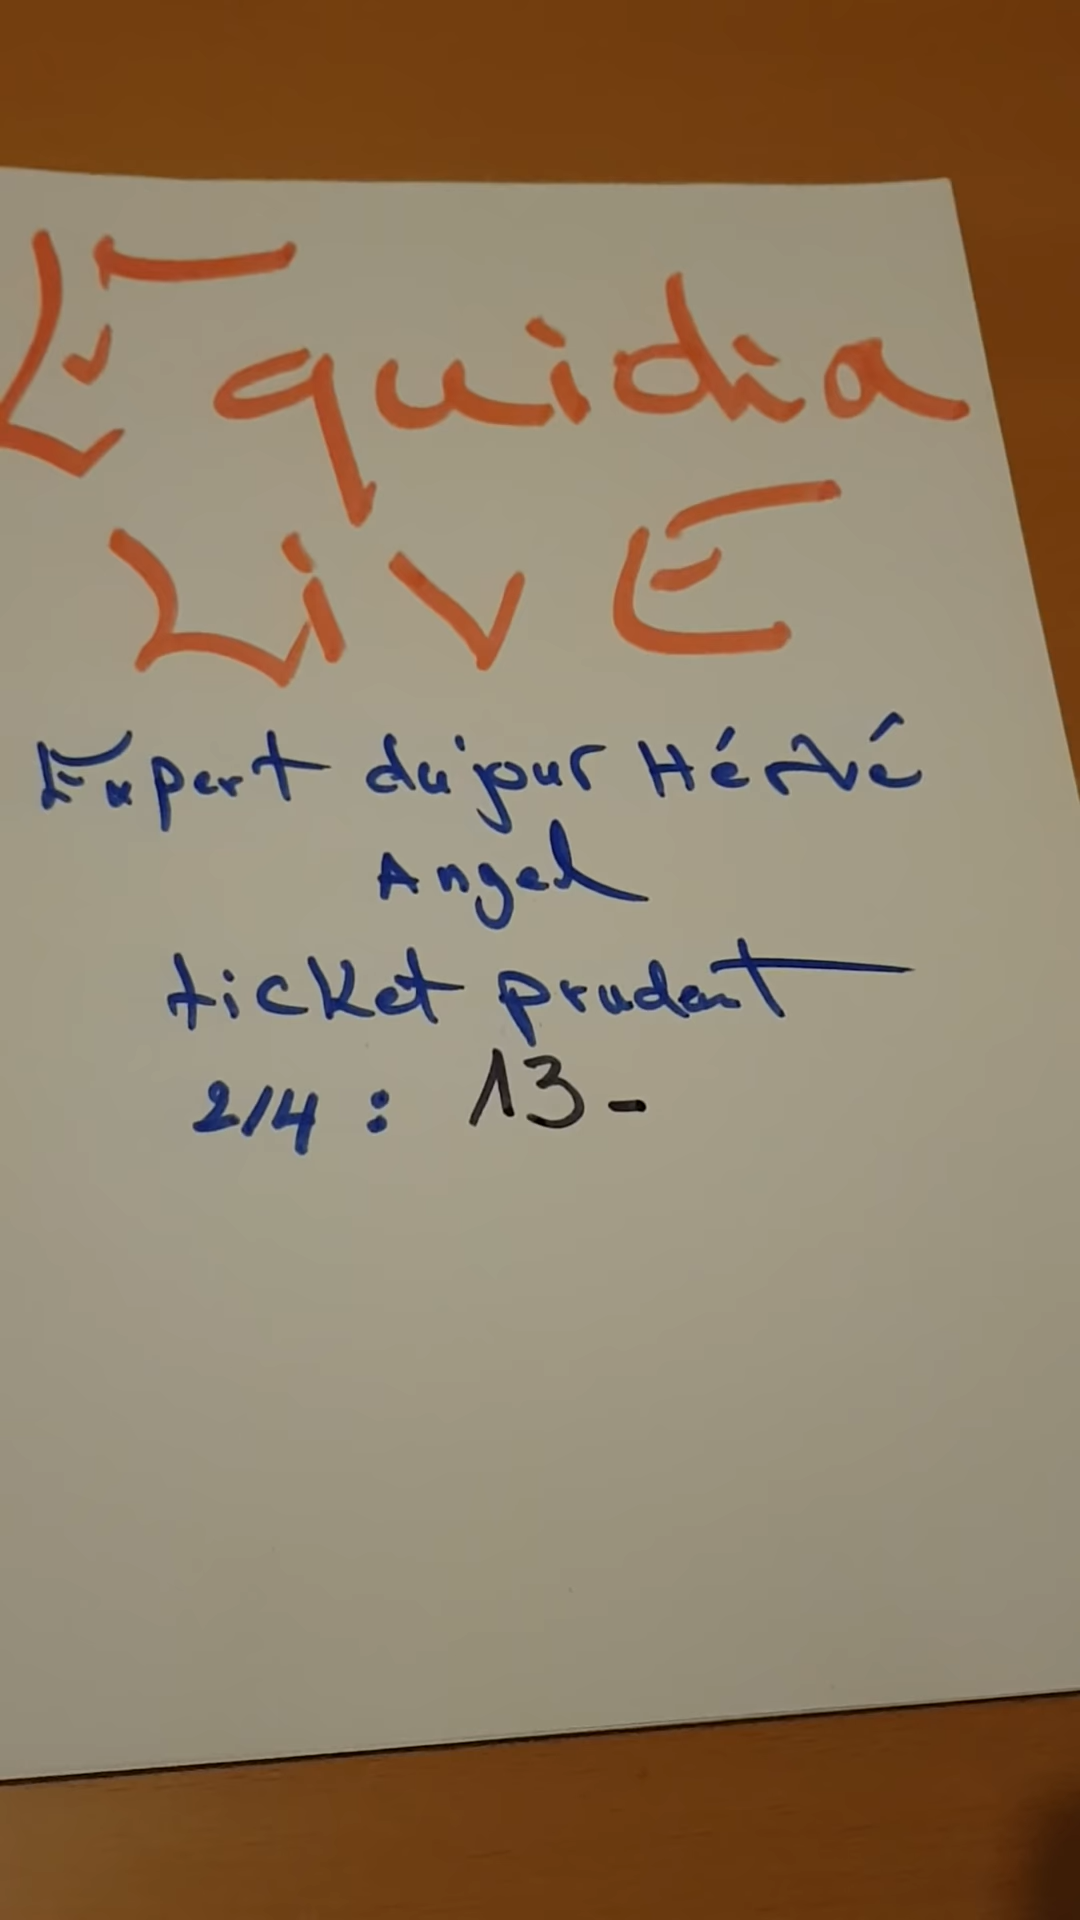 Equidia
LIVE
Expert du jour Hérvé
Angel
ticket prudent
2/4 : 13 -